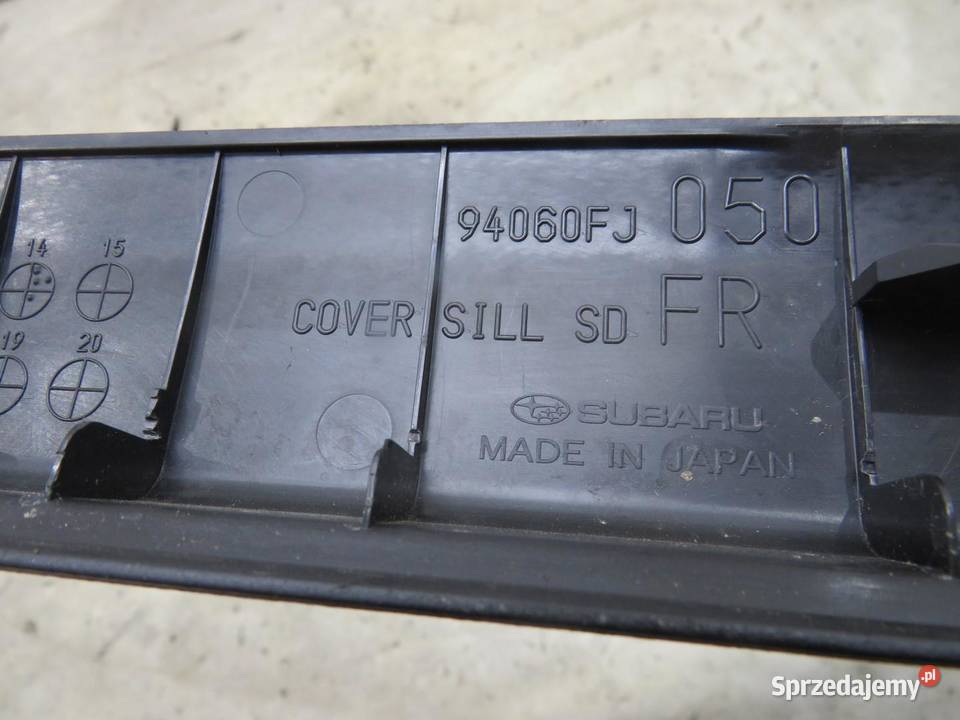 94060FJ 050
14 15
COVER SILL SD FR
19 20
SUBARU
MADE IN JAPAN
Sprzedajemy.pl